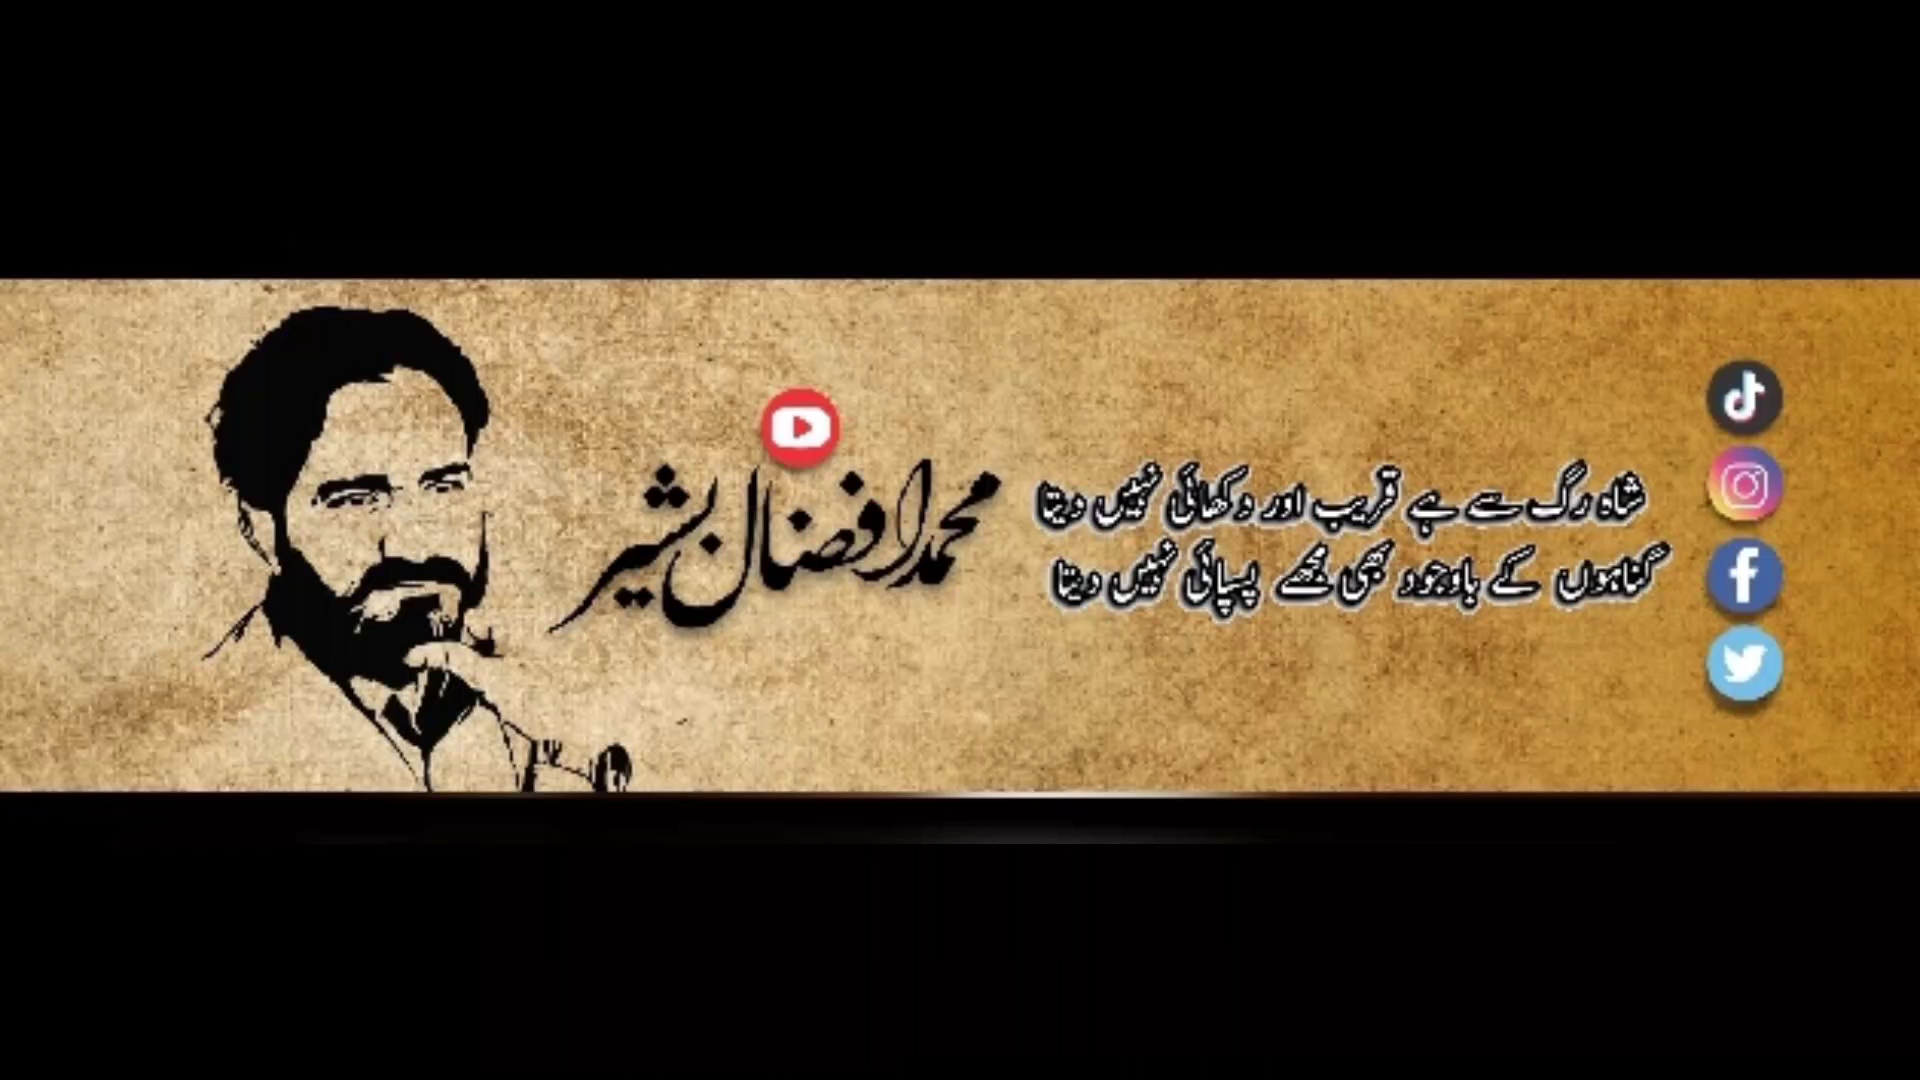 محمد افضال بشیر
شاہ رگ سے ہے قریب اور دکھائی نہیں دیتا
گناہوں کے باوجود بھی مجھے پسپائی نہیں دیتا